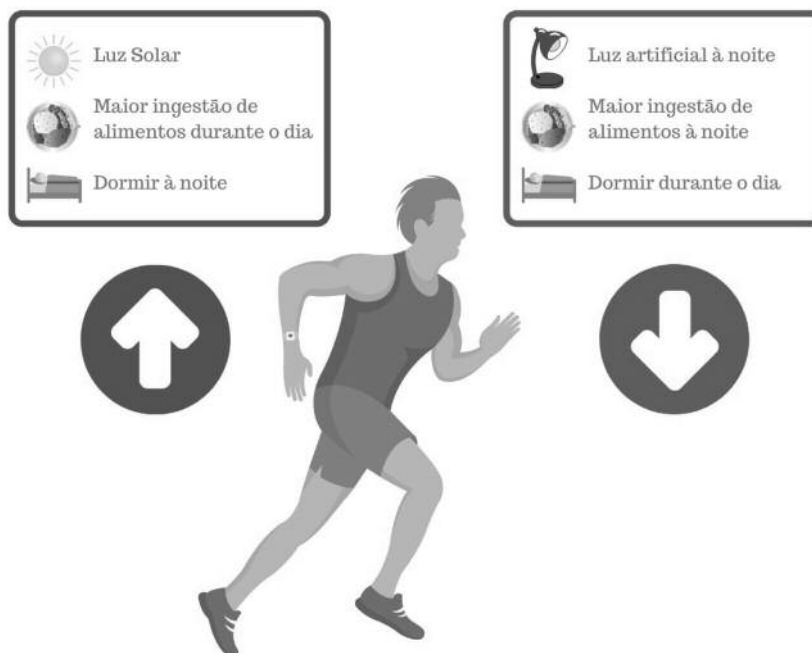 Luz Solar
Maior ingestão de
alimentos durante o dia
Dormir à noite
Luz artificial à noite
Maior ingestão de
alimentos à noite
Dormir durante o dia